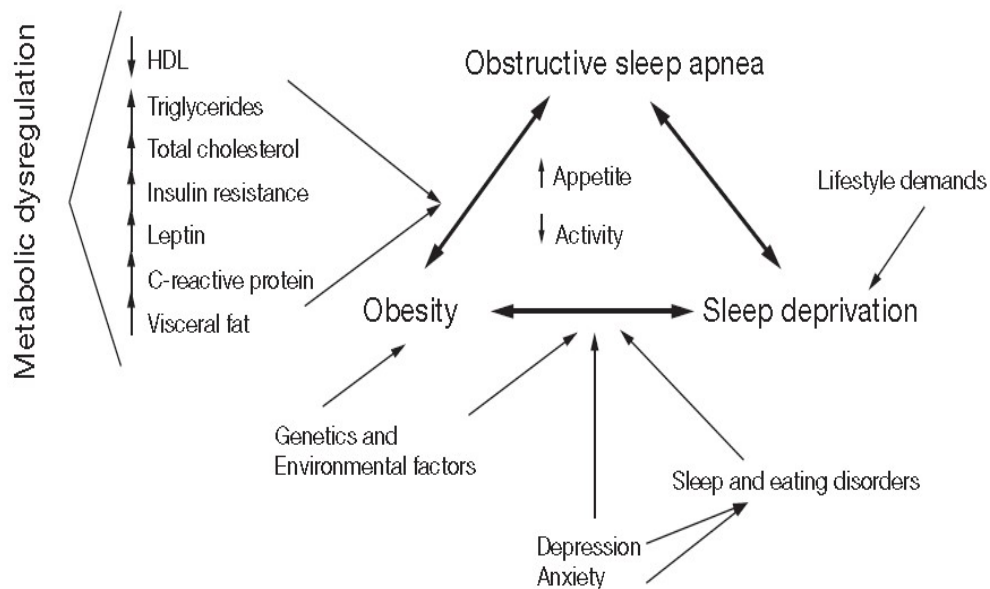 Metabolic dysregulation
HDL
Triglycerides
Total cholesterol
Insulin resistance
Leptin
C-reactive protein
Visceral fat
Obstructive sleep apnea
Appetite
Activity
Lifestyle demands
Obesity
Sleep deprivation
Genetics and
Environmental factors
Sleep and eating disorders
Depression
Anxiety